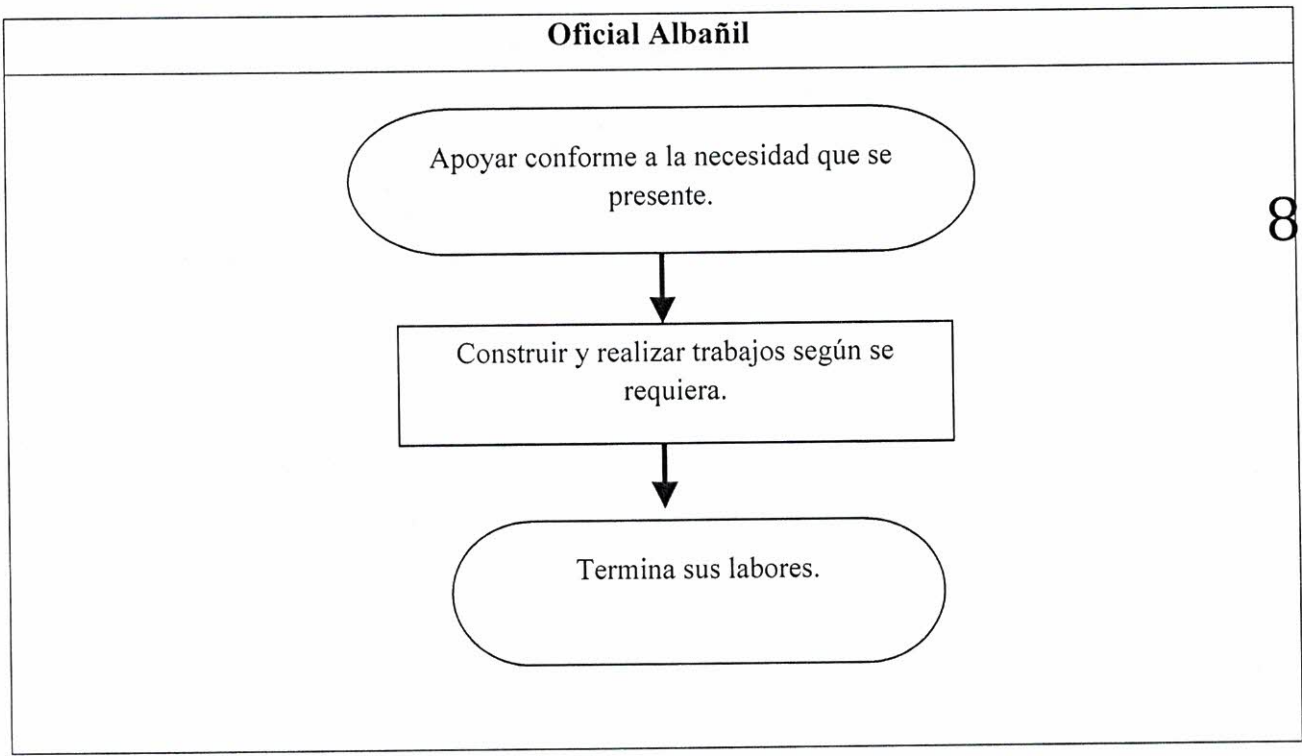 Oficial Albañil
Apoyar conforme a la necesidad que se
presente.
8
Construir y realizar trabajos según se
requiera.
Termina sus labores.